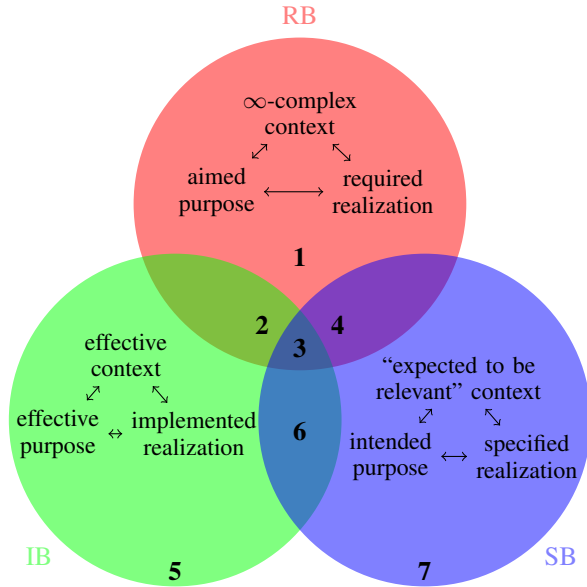 RB
∞-complex
context
aimed
purpose
required
realization
1
2
4
3
effective
context
effective
purpose
implemented
realization
6
“expected to be
relevant” context
intended
purpose
specified
realization
IB
5
7
SB